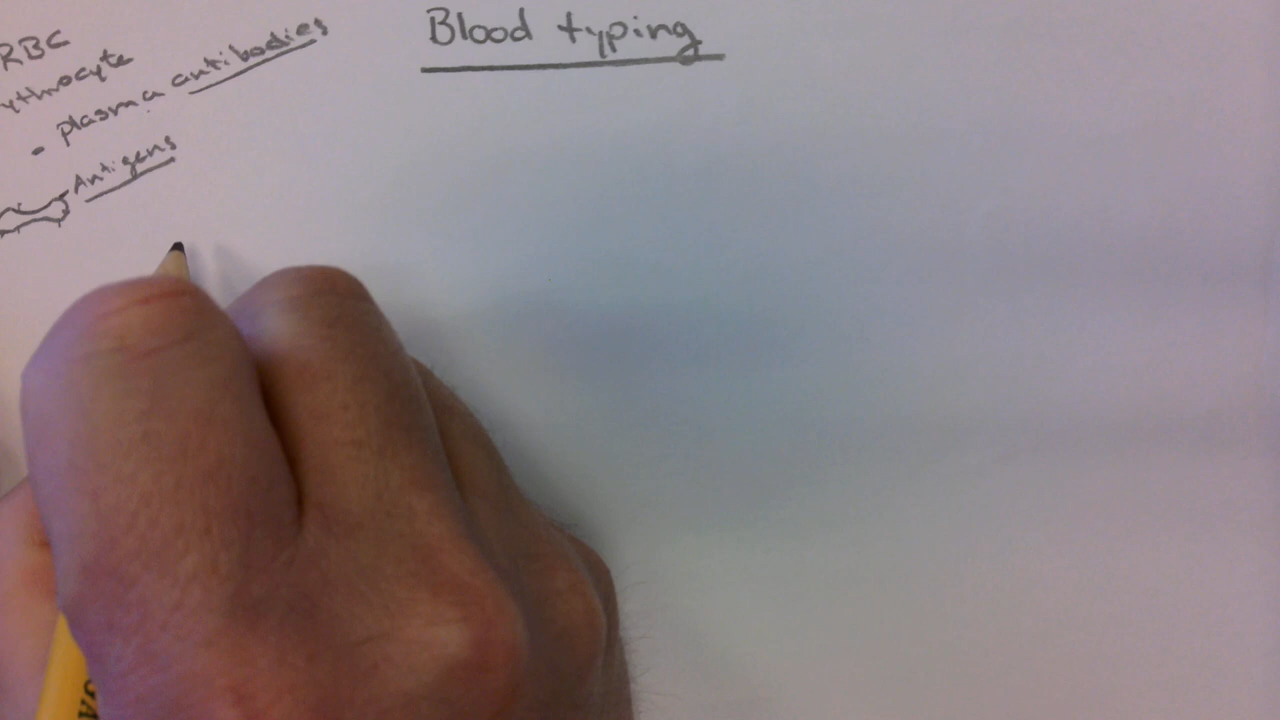 Blood typing
RBC
ythrocyte
• plasma antibodies
Antigens